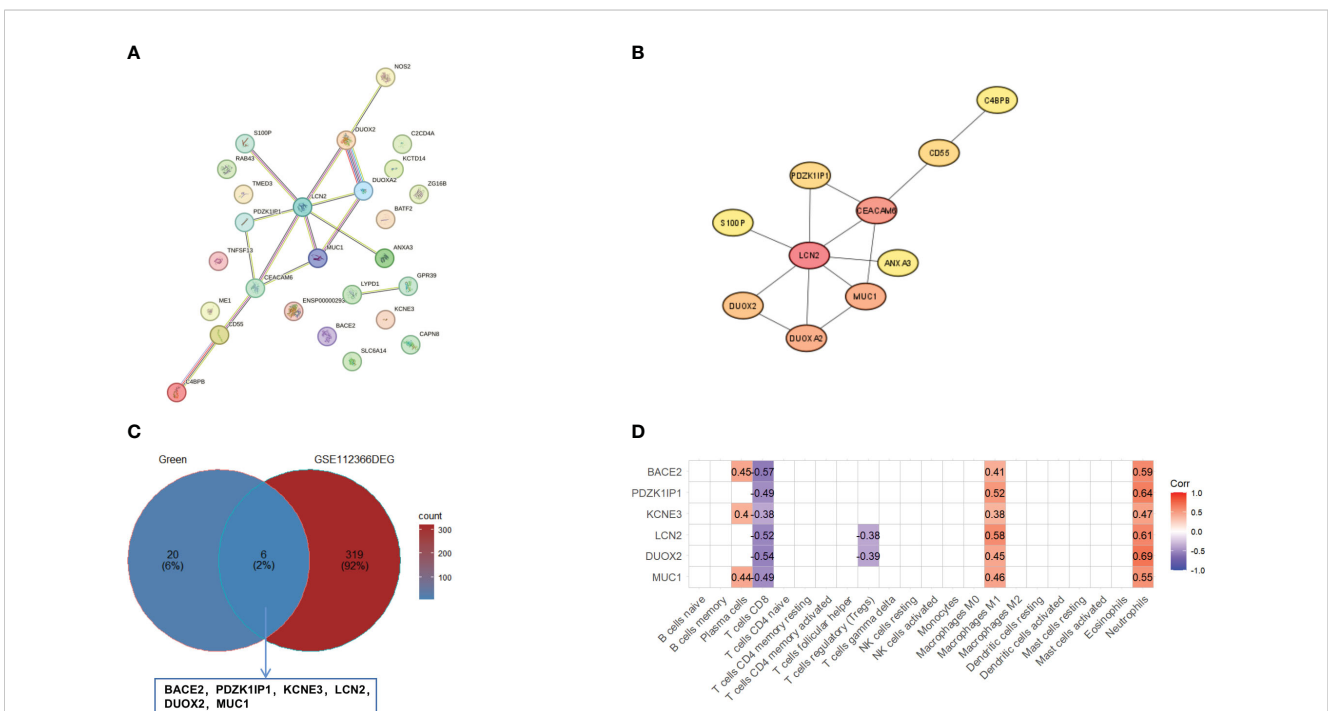 A
NOS2
S100P
DUOX2
C2CD4A
RAB43
KCTD14
TMED3
DUOXA2
ZG16B
LCN2
PDZK1IP1
BATF2
TNFSF13
MUC1
ANXA3
CEACAM6
LYPD1
GPR39
ME1
ENSP00000293
KCNE3
CD55
BACE2
CAPN8
SLC6A14
C4BPB
B
C4BPB
CD55
PDZK1IP1
CEACAM6
S100P
LCN2
ANXA3
MUC1
DUOX2
DUOXA2
C
Green
GSE112366DEG
20
(6%)
6
(2%)
319
(92%)
count
300
200
100
BACE2, PDZK1IP1, KCNE3, LCN2,
DUOX2, MUC1
D
BACE2 0.45 -0.57 0.41 0.59
PDZK1IP1 -0.49 0.52 0.64
KCNE3 0.4 -0.38 0.38 0.47
LCN2 -0.52 -0.38 0.58 0.61
DUOX2 -0.54 -0.39 0.45 0.69
MUC1 0.44 -0.49 0.46 0.55
Corr
1.0
0.5
0.0
-0.5
-1.0
B cells naive
B cells memory
Plasma cells
T cells CD8
T cells CD4 naive
T cells CD4 memory resting
T cells CD4 memory activated
T cells follicular helper
T cells regulatory (Tregs)
T cells gamma delta
NK cells resting
NK cells activated
Monocytes
Macrophages M0
Macrophages M1
Macrophages M2
Dendritic cells resting
Dendritic cells activated
Mast cells resting
Mast cells activated
Eosinophils
Neutrophils